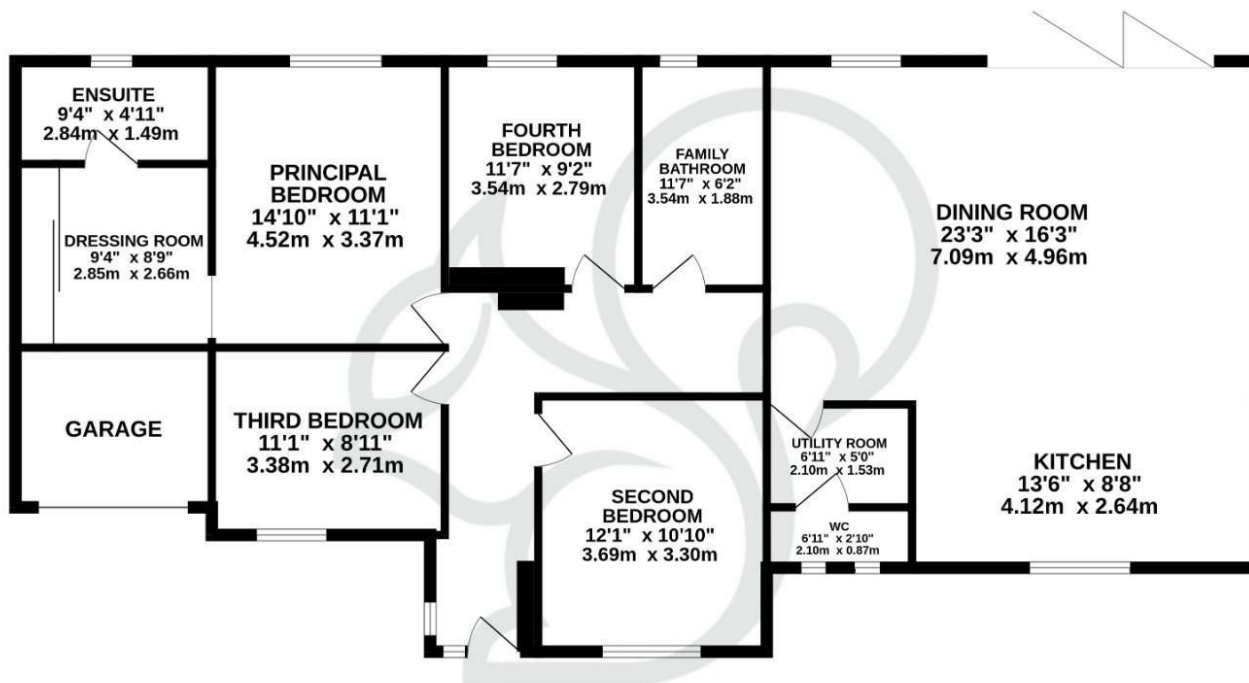 ENSUITE
9'4" x 4'11"
2.84m x 1.49m
PRINCIPAL
BEDROOM
14'10" x 11'1"
4.52m x 3.37m
FOURTH
BEDROOM
11'7" x 9'2"
3.54m x 2.79m
FAMILY
BATHROOM
11'7" x 6'2"
3.54m x 1.88m
DINING ROOM
23'3" x 16'3"
7.09m x 4.96m
DRESSING ROOM
9'4" x 8'9"
2.85m x 2.66m
GARAGE
THIRD BEDROOM
11'1" x 8'11"
3.38m x 2.71m
SECOND
BEDROOM
12'1" x 10'10"
3.69m x 3.30m
UTILITY ROOM
6'11" x 5'0"
2.10m x 1.53m
WC
6'11" x 2'10"
2.10m x 0.87m
KITCHEN
13'6" x 8'8"
4.12m x 2.64m